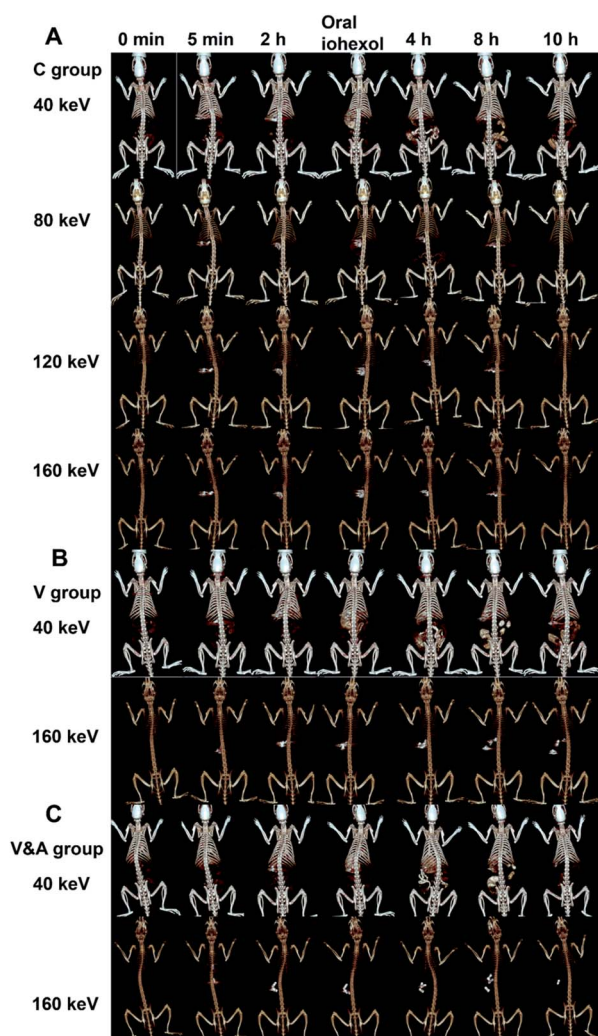 A
0 min 5 min 2 h Oral iohexol 4 h 8 h 10 h
C group
40 keV
80 keV
120 keV
160 keV
B
V group
40 keV
160 keV
C
V&A group
40 keV
160 keV